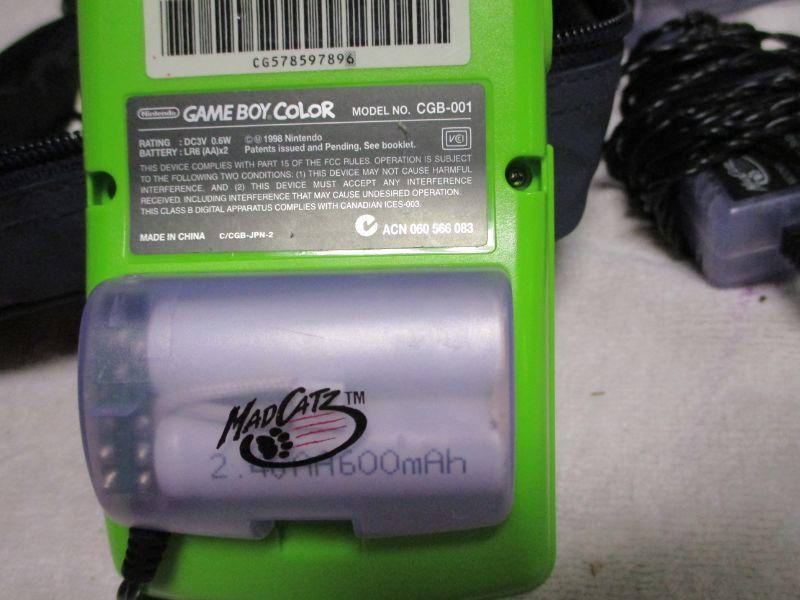 CG578597896
Nintendo GAME BOY COLOR MODEL NO. CGB-001
RATING : DC3V 0.6W © Ⓜ 1998 Nintendo
BATTERY : LR6 (AA)x2 Patents issued and Pending, See booklet.
VCI
THIS DEVICE COMPLIES WITH PART 15 OF THE FCC RULES. OPERATION IS SUBJECT
TO THE FOLLOWING TWO CONDITIONS: (1) THIS DEVICE MAY NOT CAUSE HARMFUL
INTERFERENCE, AND (2) THIS DEVICE MUST ACCEPT ANY INTERFERENCE
RECEIVED, INCLUDING INTERFERENCE THAT MAY CAUSE UNDESIRED OPERATION.
THIS CLASS B DIGITAL APPARATUS COMPLIES WITH CANADIAN ICES-003.
MADE IN CHINA C/CGB-JPN-2 ACN 060 566 083
MAD CATZ™
600mAh